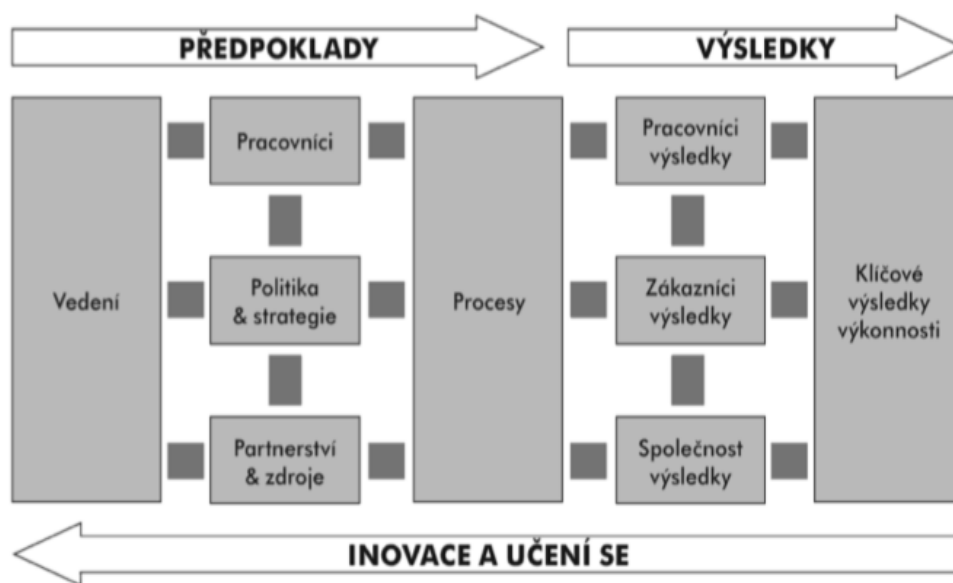 PŘEDPOKLADY
VÝSLEDKY
Vedení
Pracovníci
Politika
& strategie
Partnerství
& zdroje
Procesy
Pracovníci
výsledky
Zákazníci
výsledky
Společnost
výsledky
Klíčové
výsledky
výkonnosti
INOVACE A UČENÍ SE